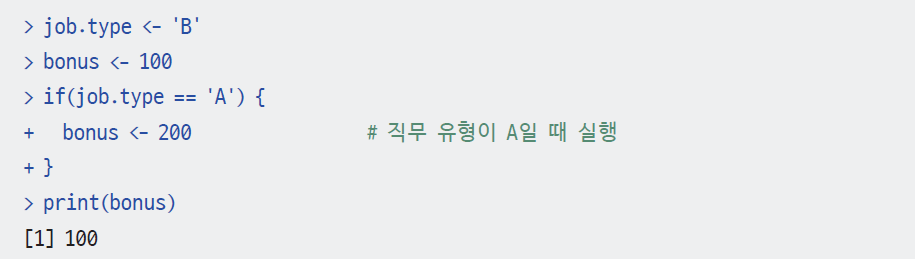 > job.type <- 'B'
> bonus <- 100
> if(job.type == 'A') {
+   bonus <- 200 # 직무 유형이 A일 때 실행
+ }
> print(bonus)
[1] 100